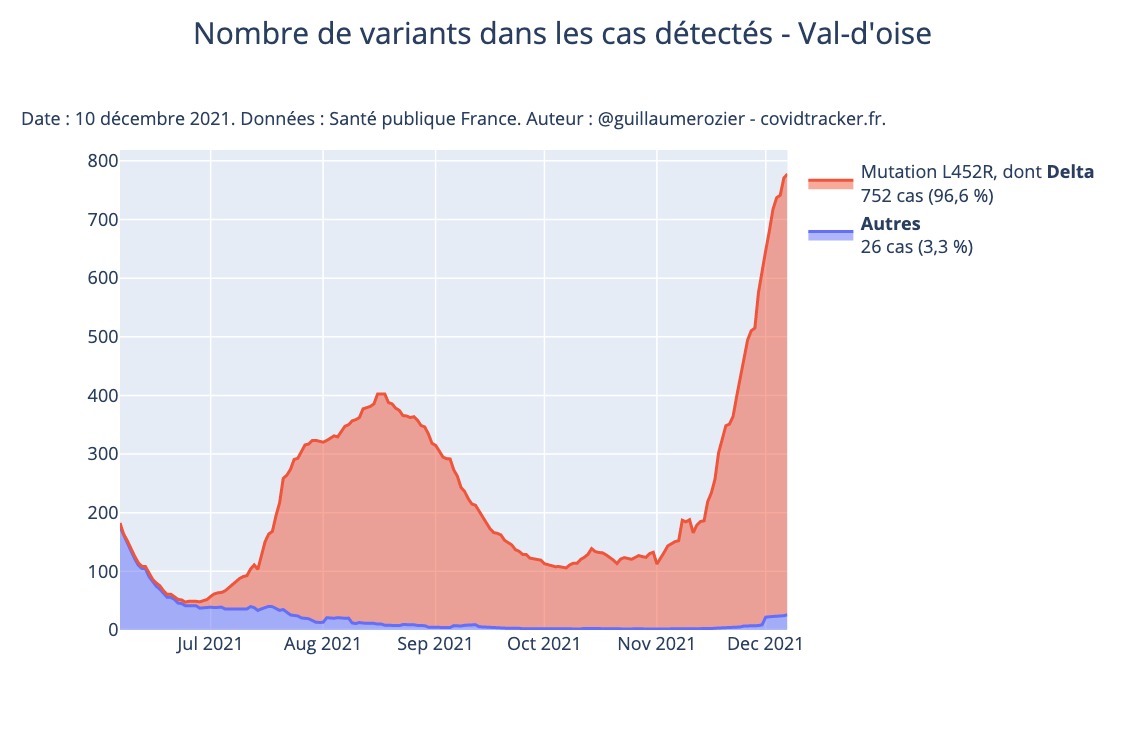 Nombre de variants dans les cas détectés - Val-d'oise
Date : 10 décembre 2021. Données : Santé publique France. Auteur : @guillaumerozier - covidtracker.fr.
800
700
600
500
400
300
200
100
0
Jul 2021
Aug 2021
Sep 2021
Oct 2021
Nov 2021
Dec 2021
Mutation L452R, dont Delta
752 cas (96,6 %)
Autres
26 cas (3,3 %)